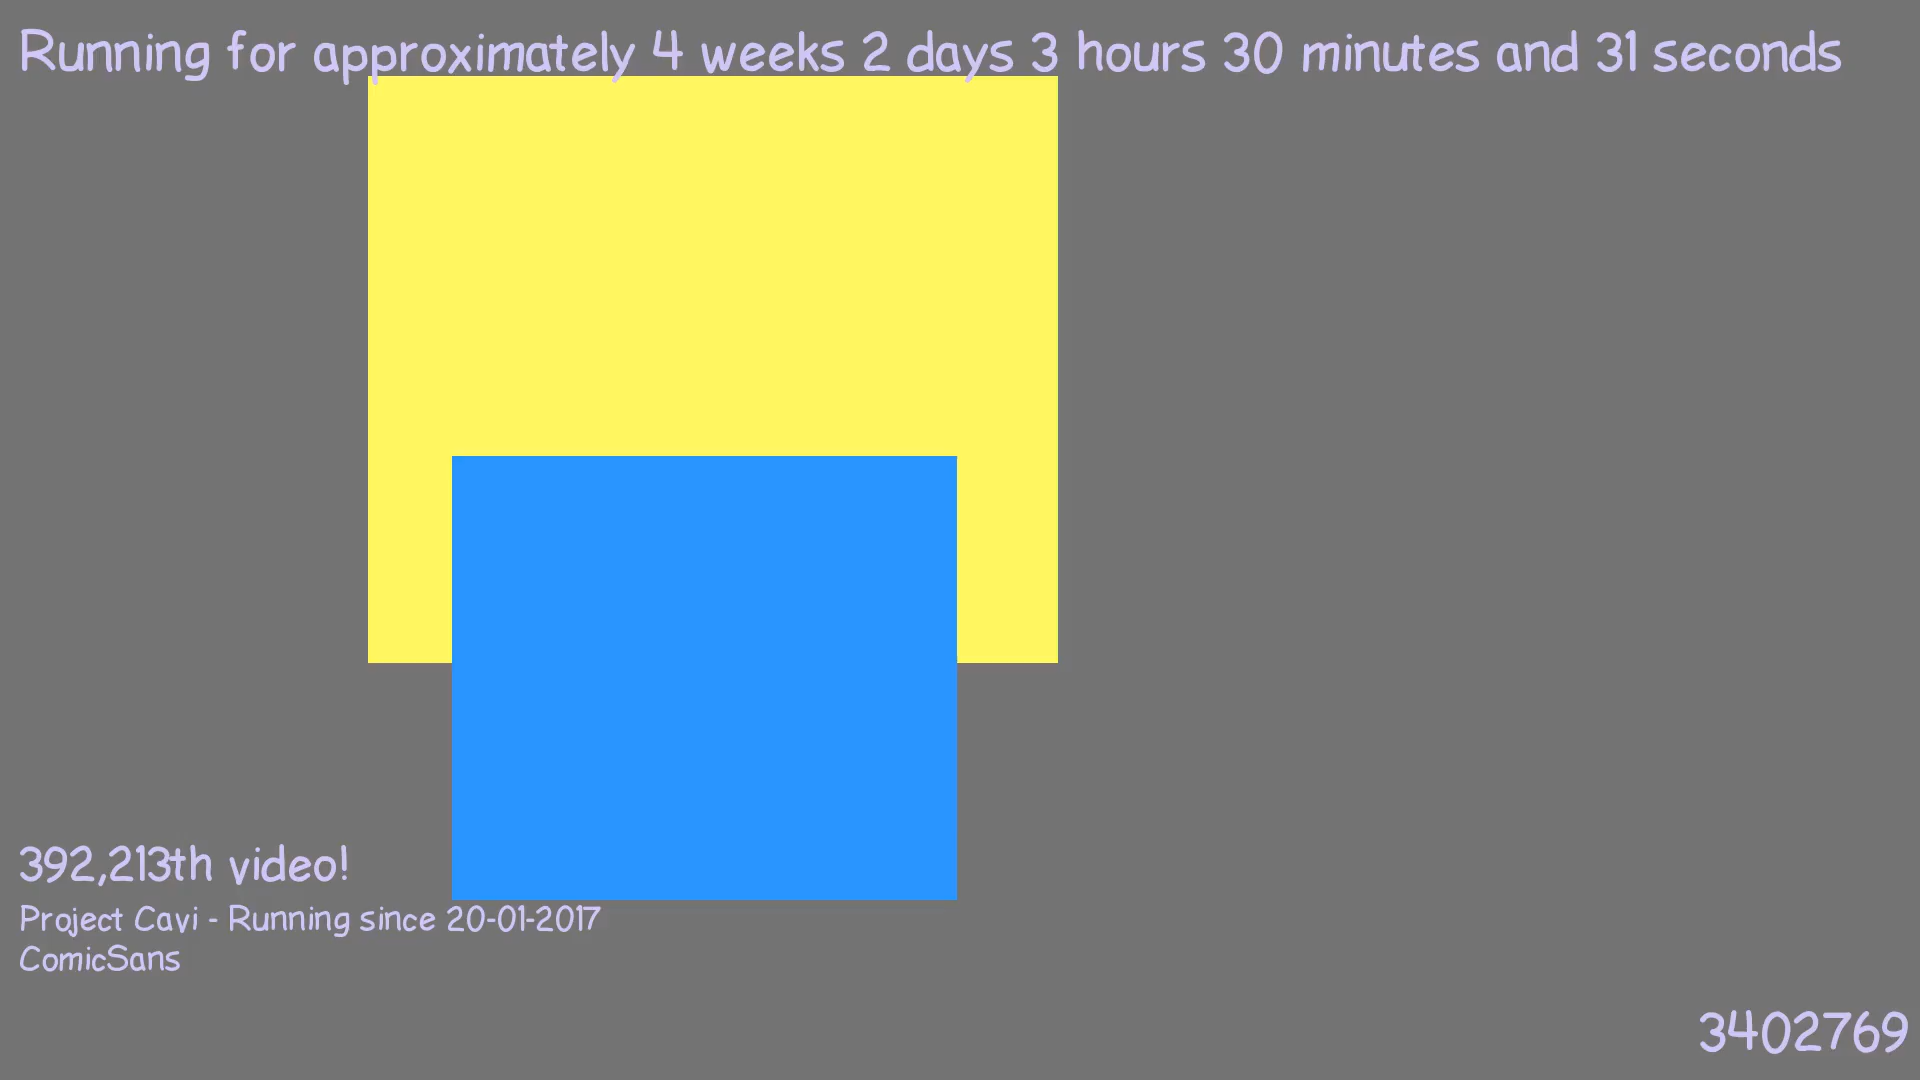 Running for approximately 4 weeks 2 days 3 hours 30 minutes and 31 seconds
392,213th video!
Project Cavi - Running since 20-01-2017
ComicSans
3402769